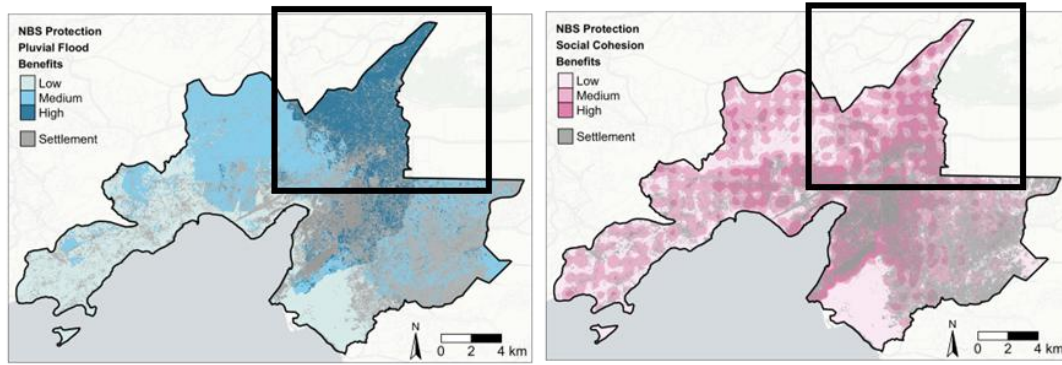 NBS Protection
Pluvial Flood
Benefits
Low
Medium
High
Settlement
N
0 2 4 km
NBS Protection
Social Cohesion
Benefits
Low
Medium
High
Settlement
N
0 2 4 km